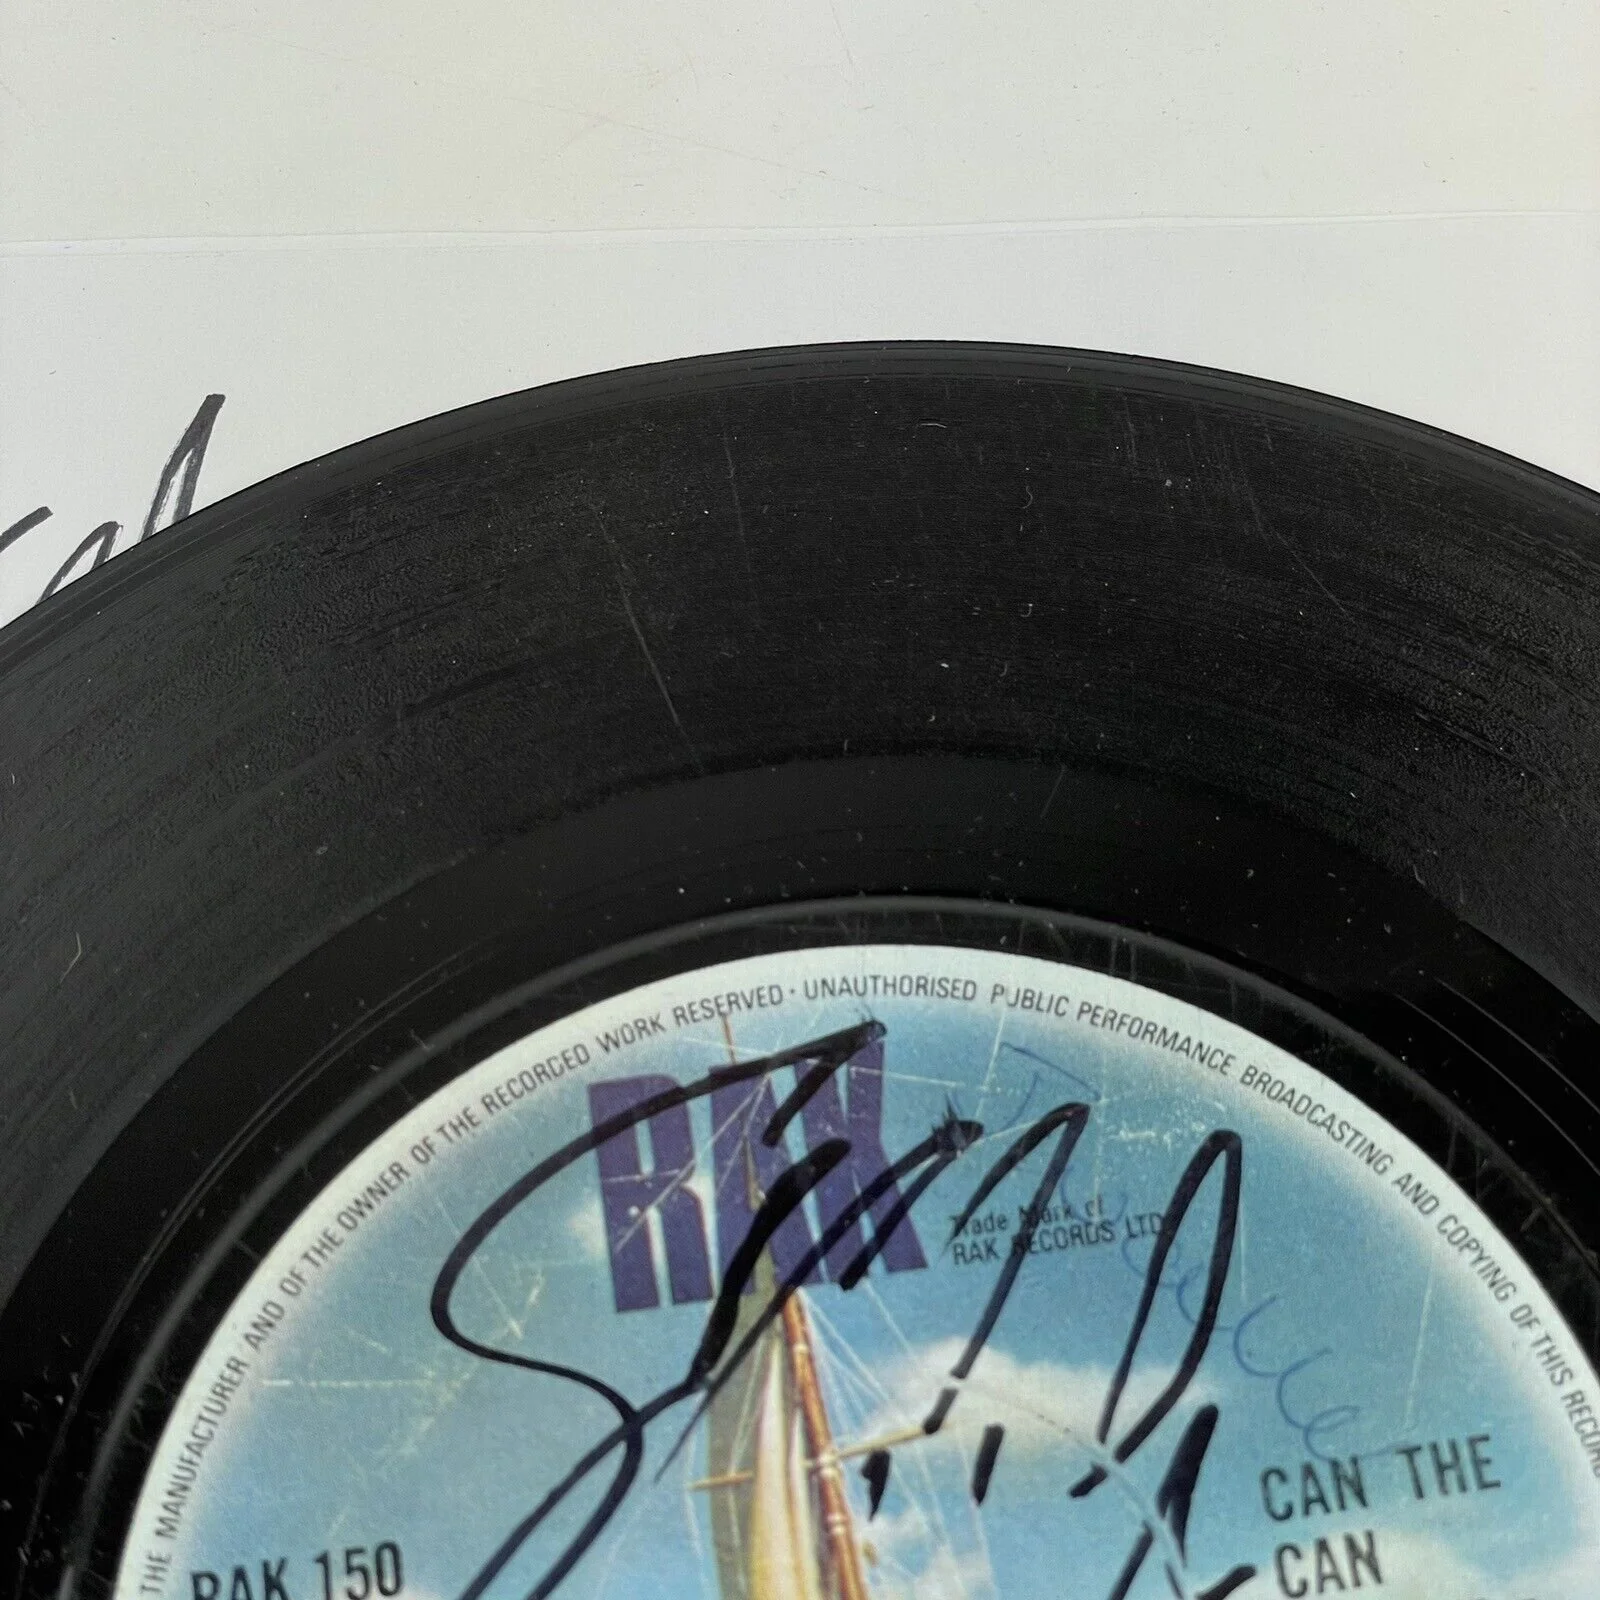 THE MANUFACTURER AND OF THE OWNER OF THE RECORDED WORK RESERVED · UNAUTHORISED PUBLIC PERFORMANCE BROADCASTING AND COPYING OF THIS RECORD
RAK
Trade Mark of
RAK RECORDS LTD.
CAN THE
CAN
RAK 150